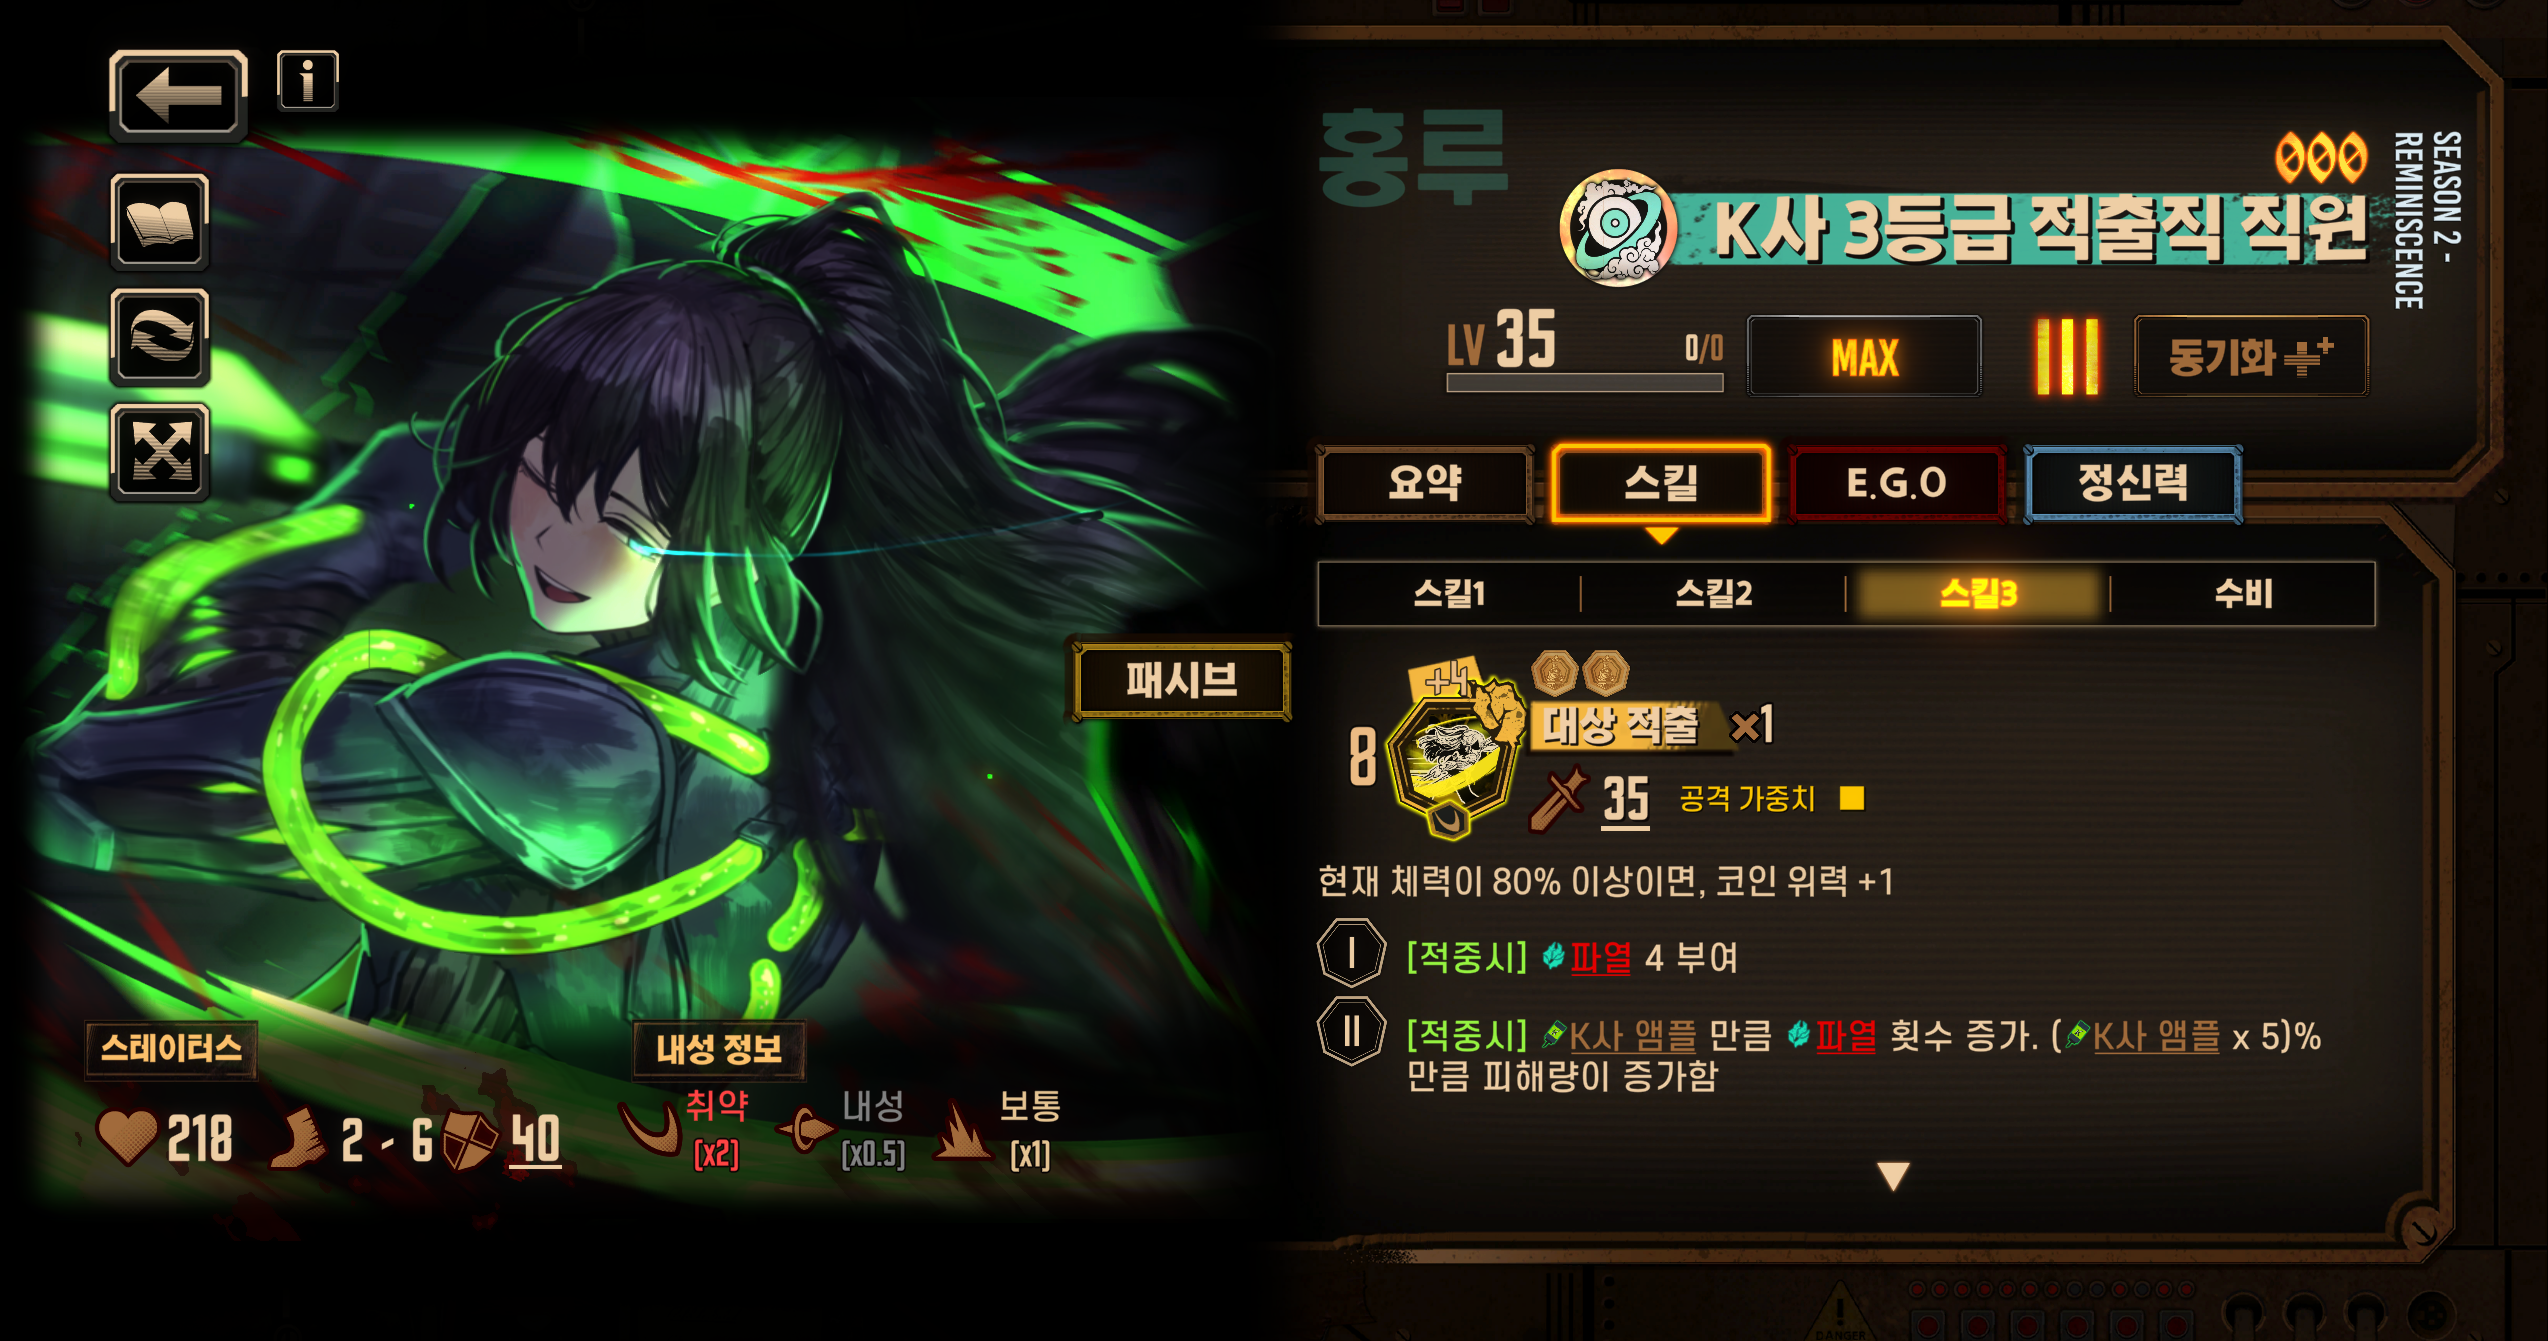 홍루
K사 3등급 적출직 직원
SEASON 2 -
REMINISCENCE
LV 35
0/0
MAX
동기화
요약
스킬
E.G.O
정신력
스킬1
스킬2
스킬3
수비
패시브
+4
8
대상 적출 x1
35
공격 가중치
현재 체력이 80% 이상이면, 코인 위력 +1
I
[적중시] 파열 4 부여
II
[적중시] K사 앰플 만큼 파열 횟수 증가. (K사 앰플 x 5)%
만큼 피해량이 증가함
스테이터스
218
2 - 6
40
내성 정보
취약
[x2]
내성
[x0.5]
보통
[x1]
DANGER